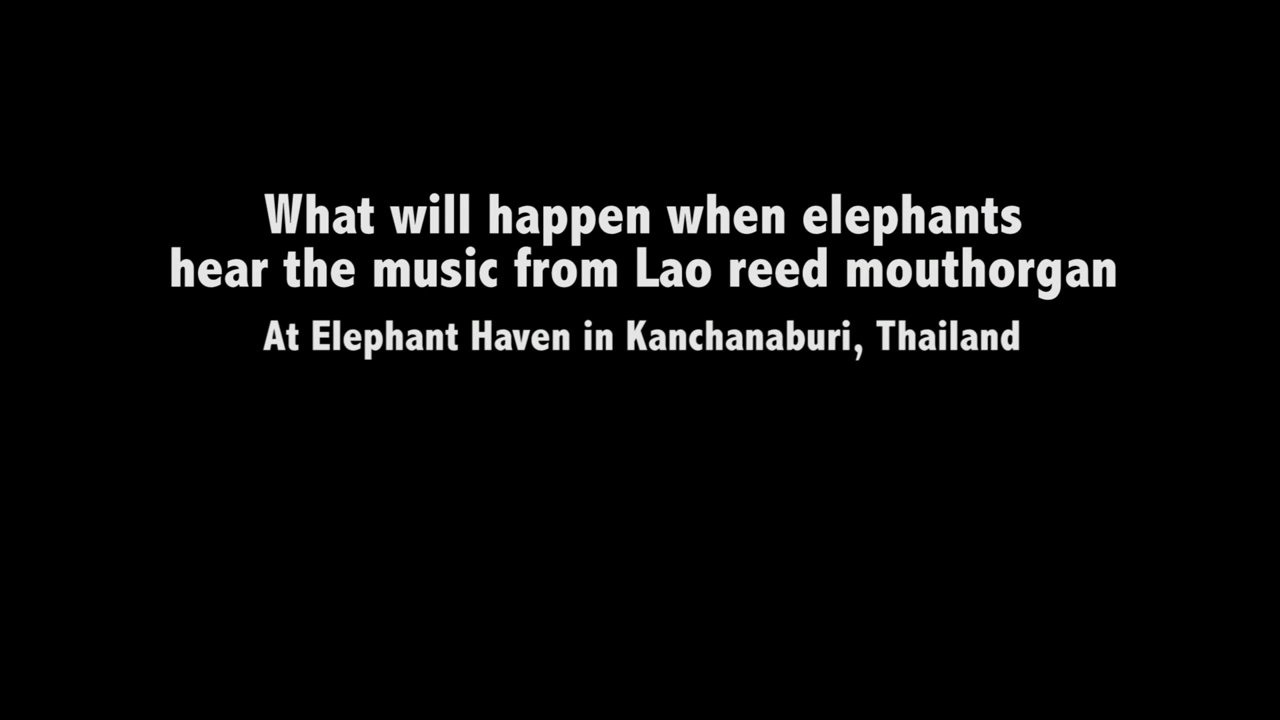 What will happen when elephants
hear the music from Lao reed mouthorgan
At Elephant Haven in Kanchanaburi, Thailand